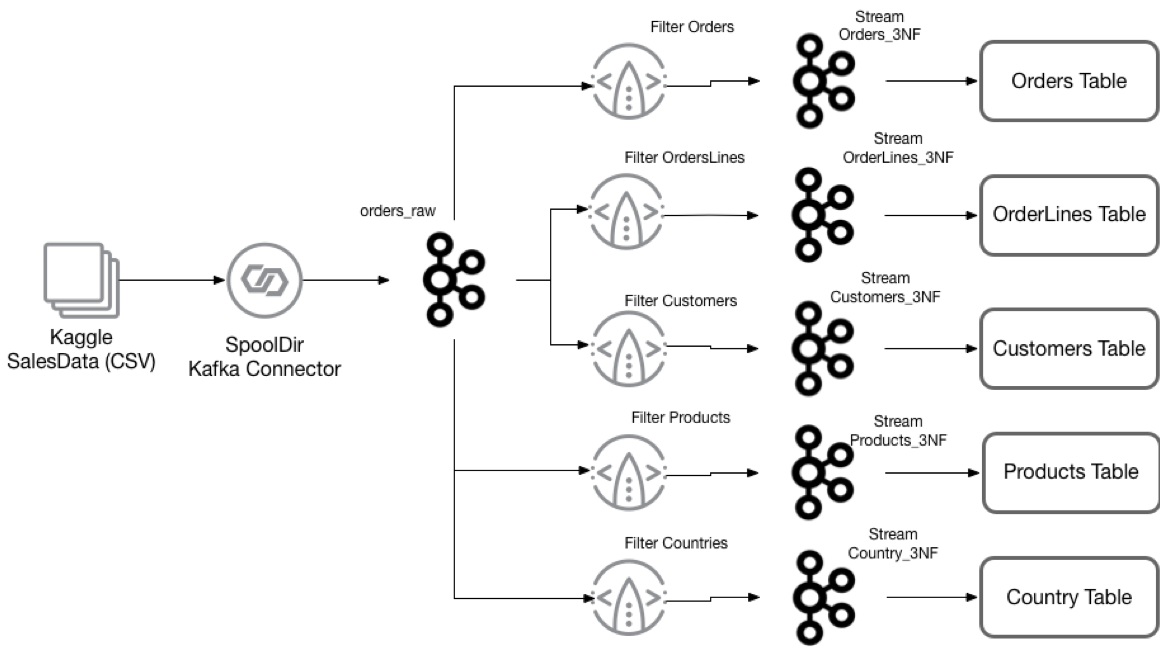 Filter Orders
Stream
Orders_3NF
Orders Table
Filter OrdersLines
Stream
OrderLines_3NF
OrderLines Table
orders_raw
Kaggle
SalesData (CSV)
SpoolDir
Kafka Connector
Filter Customers
Stream
Customers_3NF
Customers Table
Filter Products
Stream
Products_3NF
Products Table
Filter Countries
Stream
Country_3NF
Country Table